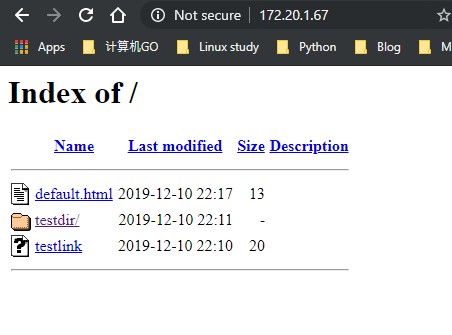 Not secure | 172.20.1.67
Apps 计算机GO Linux study Python Blog M
Index of /
Name Last modified Size Description
default.html 2019-12-10 22:17 13
testdir/ 2019-12-10 22:11 -
testlink 2019-12-10 22:10 20